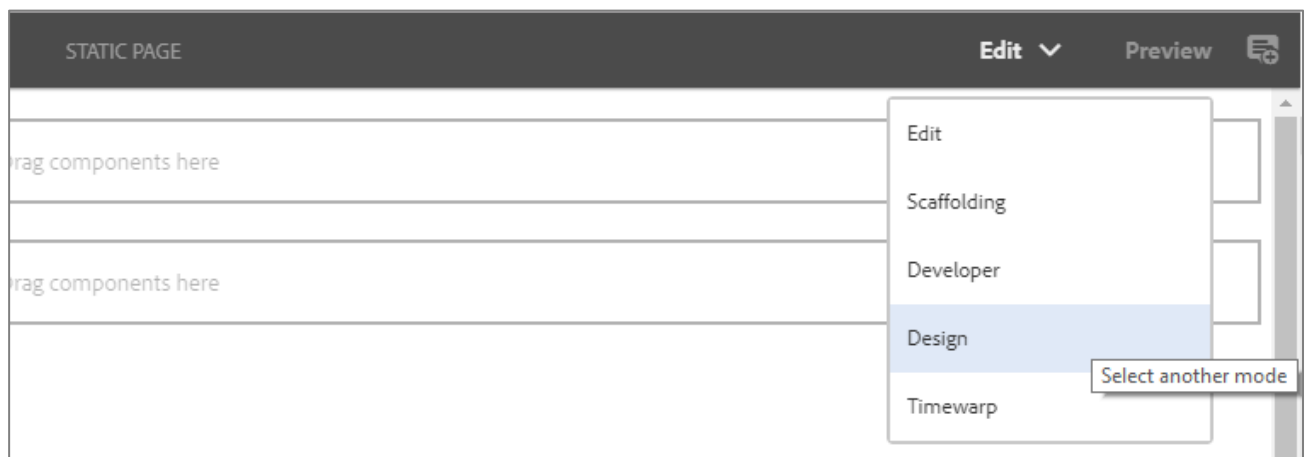 STATIC PAGE Edit Preview
Edit
rag components here
Scaffolding
Developer
rag components here
Design
Select another mode
Timewarp